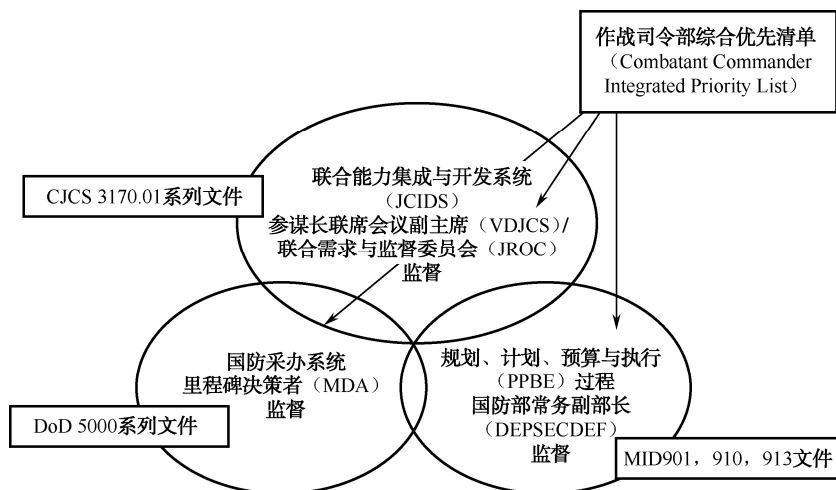 作战司令部综合优先清单
（Combatant Commander
Integrated Priority List）
联合能力集成与开发系统
（JCIDS）
参谋长联席会议副主席（VDJCS）/
联合需求与监督委员会（JROC）
监督
CJCS 3170.01系列文件
国防采办系统
里程碑决策者（MDA）
监督
DoD 5000系列文件
规划、计划、预算与执行
（PPBE）过程
国防部常务副部长
（DEPSECDEF）
监督
MID901，910，913文件